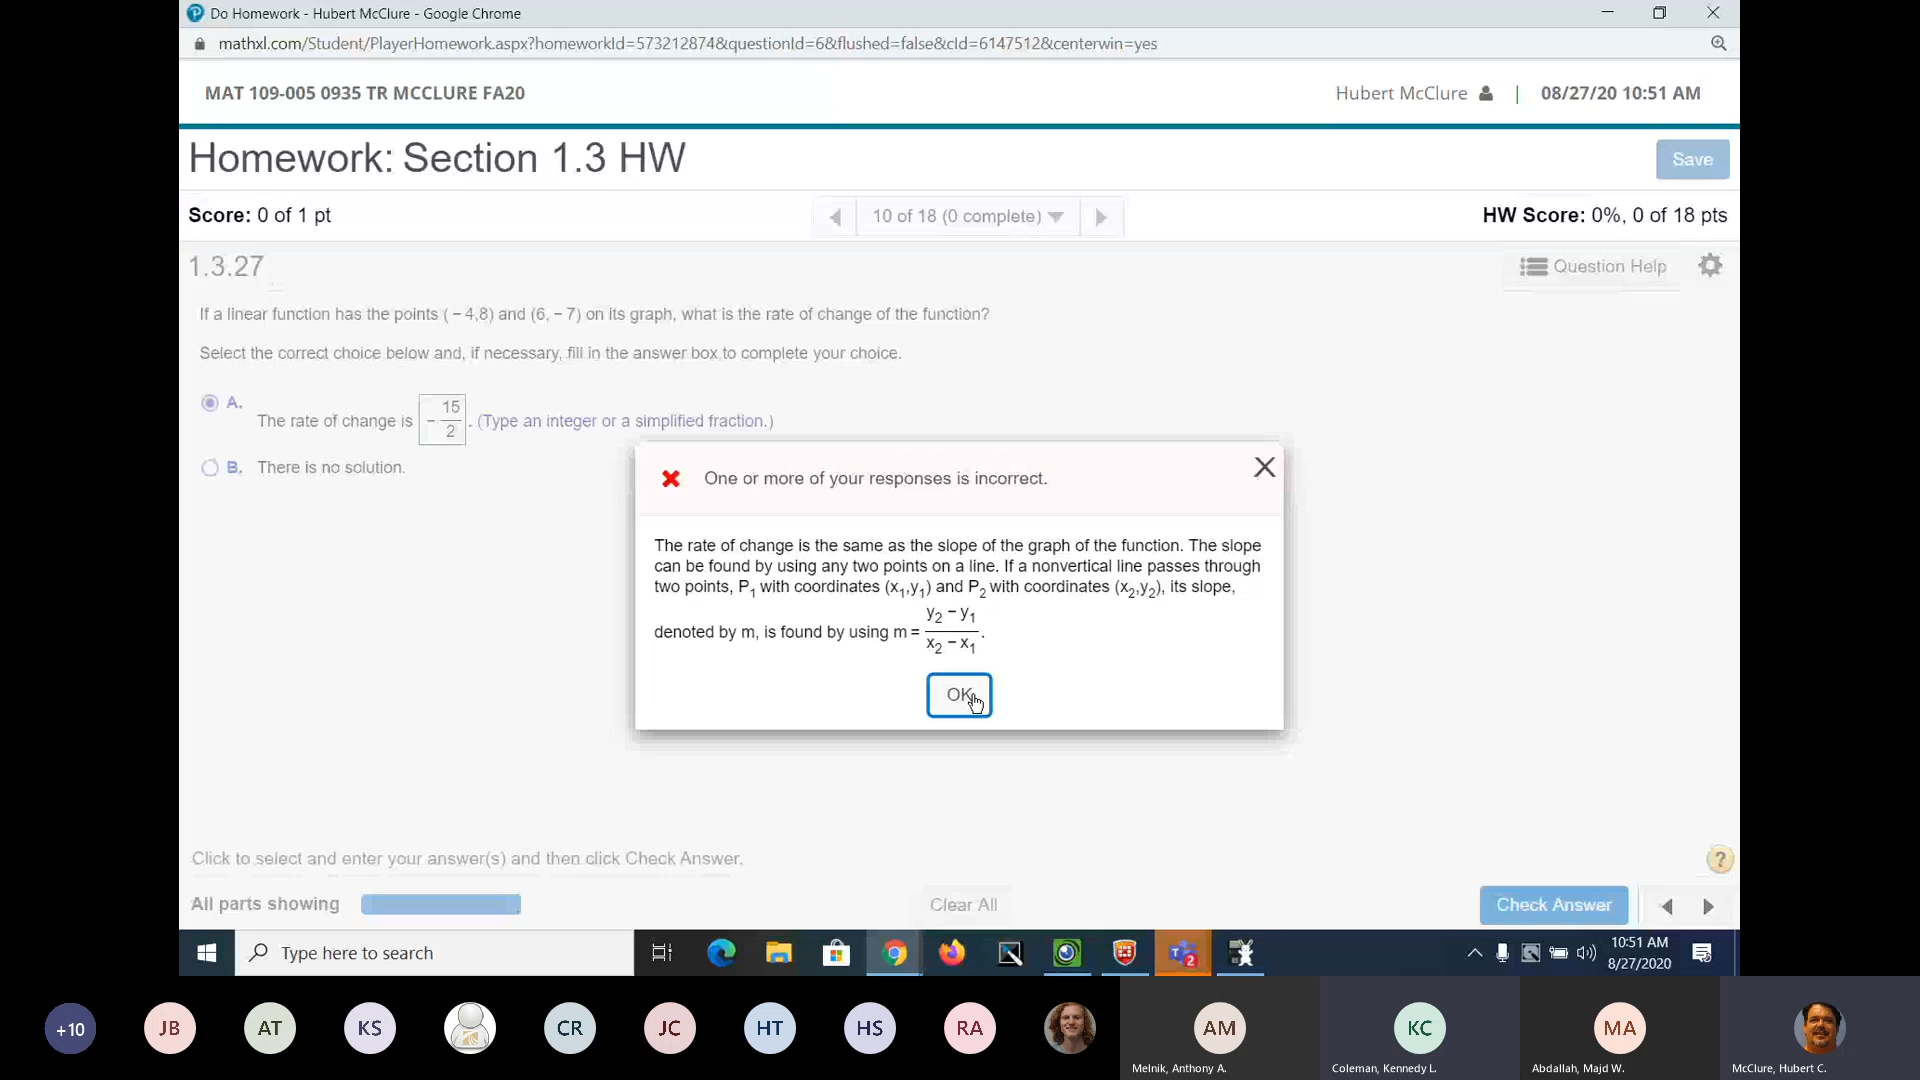 Do Homework - Hubert McClure - Google Chrome
mathxl.com/Student/PlayerHomework.aspx?homeworkId=573212874&questionId=6&flushed=false&cId=6147512&centerwin=yes
MAT 109-005 0935 TR MCCLURE FA20
Hubert McClure | 08/27/20 10:51 AM
Homework: Section 1.3 HW
Save
Score: 0 of 1 pt
10 of 18 (0 complete)
HW Score: 0%, 0 of 18 pts
1.3.27
Question Help
If a linear function has the points (−4,8) and (6,−7) on its graph, what is the rate of change of the function?
Select the correct choice below and, if necessary, fill in the answer box to complete your choice.
A.
The rate of change is −15/2. (Type an integer or a simplified fraction.)
B. There is no solution.
One or more of your responses is incorrect.
The rate of change is the same as the slope of the graph of the function. The slope
can be found by using any two points on a line. If a nonvertical line passes through
two points, P₁ with coordinates (x₁,y₁) and P₂ with coordinates (x₂,y₂), its slope,
denoted by m, is found by using m = (y₂ − y₁)/(x₂ − x₁).
OK
Click to select and enter your answer(s) and then click Check Answer.
?
All parts showing
Clear All
Check Answer
Type here to search
2
10:51 AM
8/27/2020
+10
JB
AT
KS
CR
JC
HT
HS
RA
AM
KC
MA
Melnik, Anthony A.
Coleman, Kennedy L.
Abdallah, Majd W.
McClure, Hubert C.